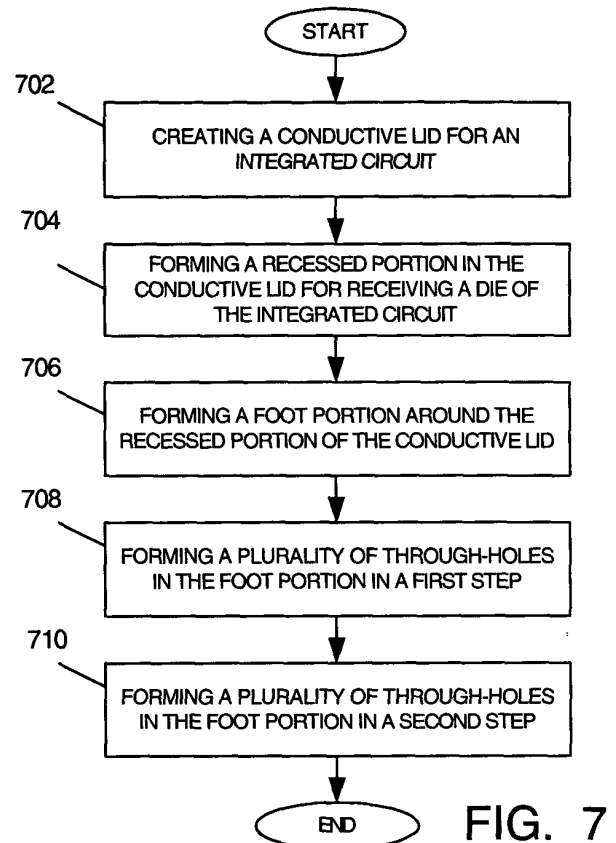 START
702
CREATING A CONDUCTIVE LID FOR AN
INTEGRATED CIRCUIT
704
FORMING A RECESSED PORTION IN THE
CONDUCTIVE LID FOR RECEIVING A DIE OF
THE INTEGRATED CIRCUIT
706
FORMING A FOOT PORTION AROUND THE
RECESSED PORTION OF THE CONDUCTIVE LID
708
FORMING A PLURALITY OF THROUGH-HOLES
IN THE FOOT PORTION IN A FIRST STEP
710
FORMING A PLURALITY OF THROUGH-HOLES
IN THE FOOT PORTION IN A SECOND STEP
END
FIG. 7